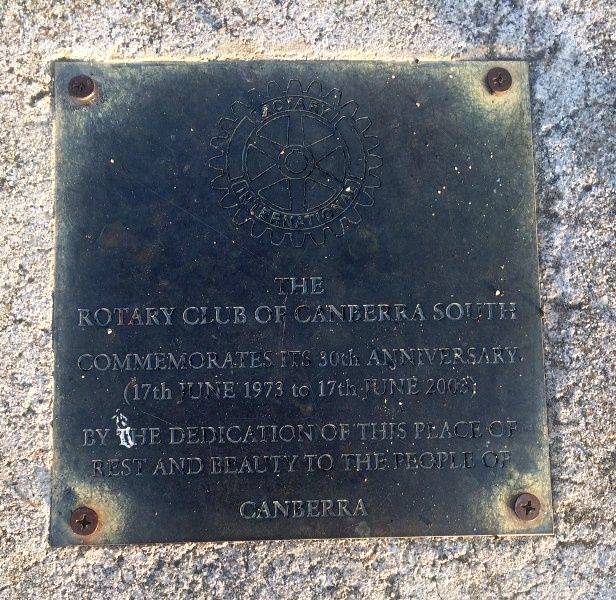 ROTARY
INTERNATIONAL
THE
ROTARY CLUB OF CANBERRA SOUTH
COMMEMORATES ITS 30th ANNIVERSARY
(17th JUNE 1973 to 17th JUNE 2003)
BY THE DEDICATION OF THIS PLACE OF
REST AND BEAUTY TO THE PEOPLE OF
CANBERRA